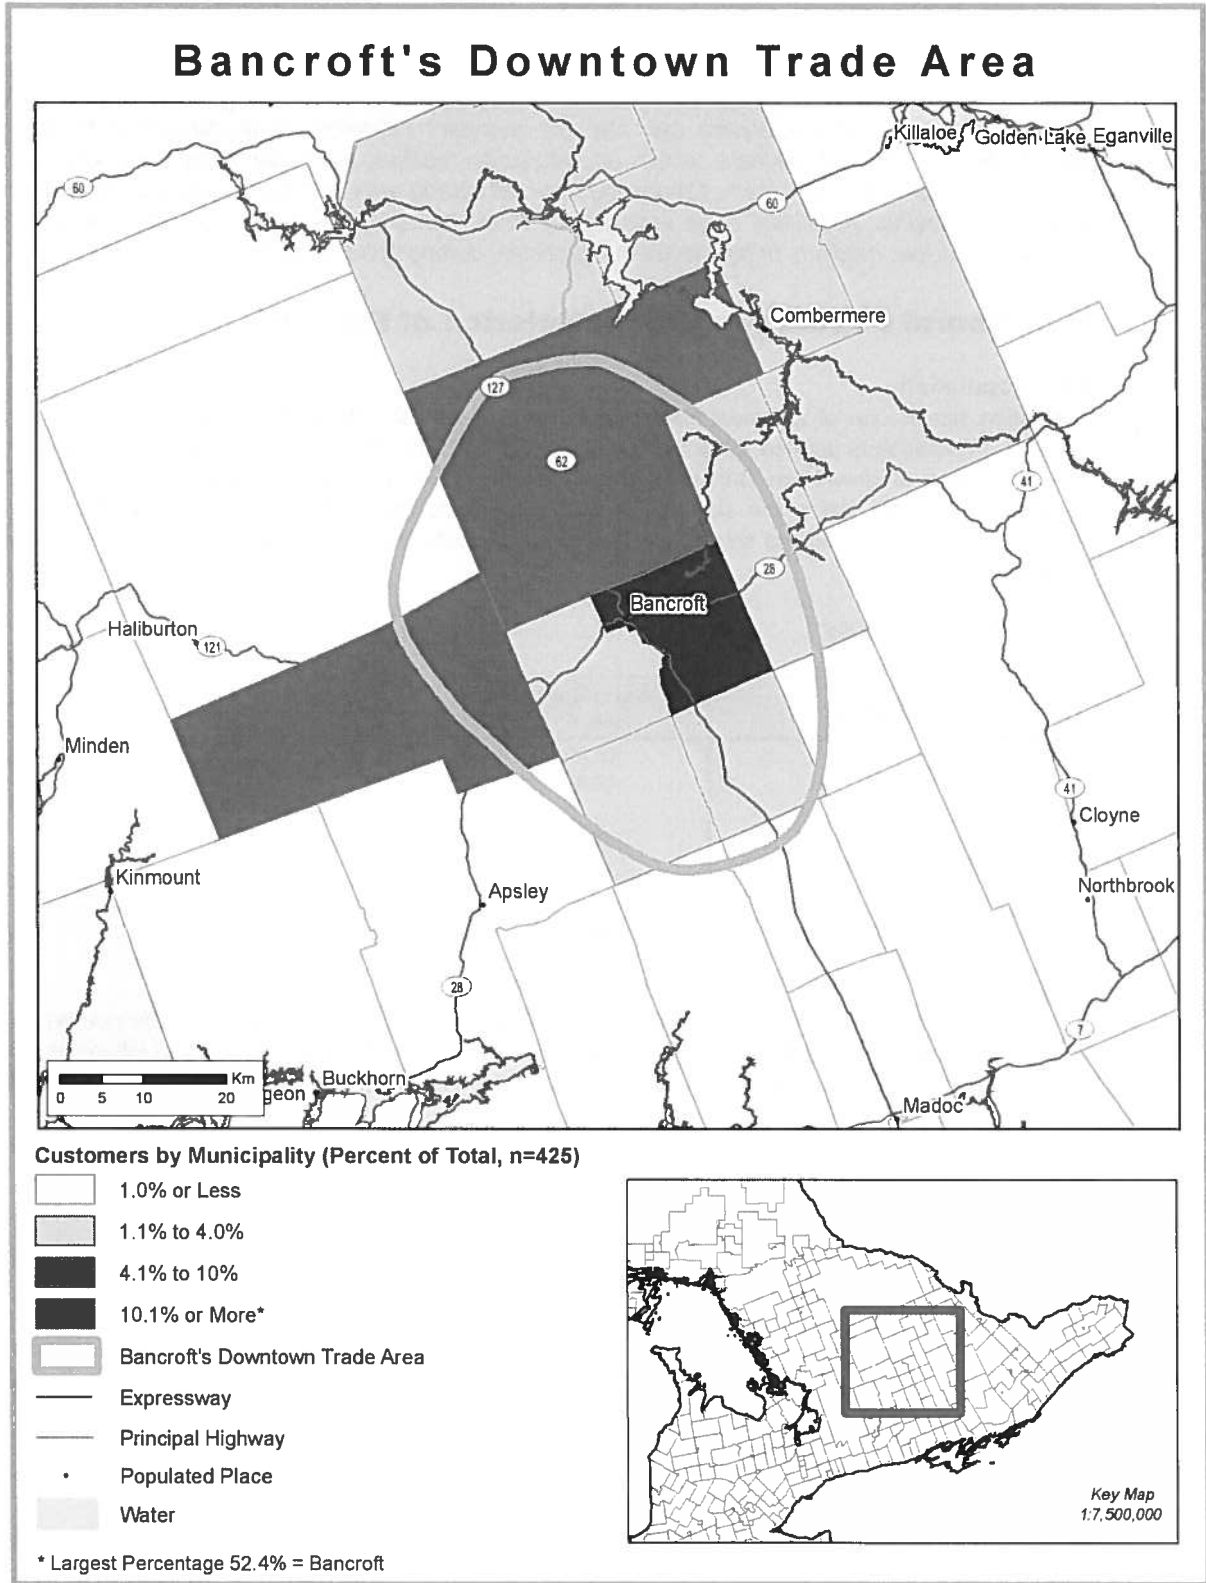 Bancroft's Downtown Trade Area
Killaloe Golden Lake Eganville
60
60
Combermere
127
62
41
28
Bancroft
Haliburton
121
Minden
41
Cloyne
Kinmount
Apsley
Northbrook
28
7
Buckhorn
geon
Madoc
Km
0 5 10 20
Customers by Municipality (Percent of Total, n=425)
1.0% or Less
1.1% to 4.0%
4.1% to 10%
10.1% or More*
Bancroft's Downtown Trade Area
Expressway
Principal Highway
Populated Place
Water
* Largest Percentage 52.4% = Bancroft
Key Map
1:7,500,000